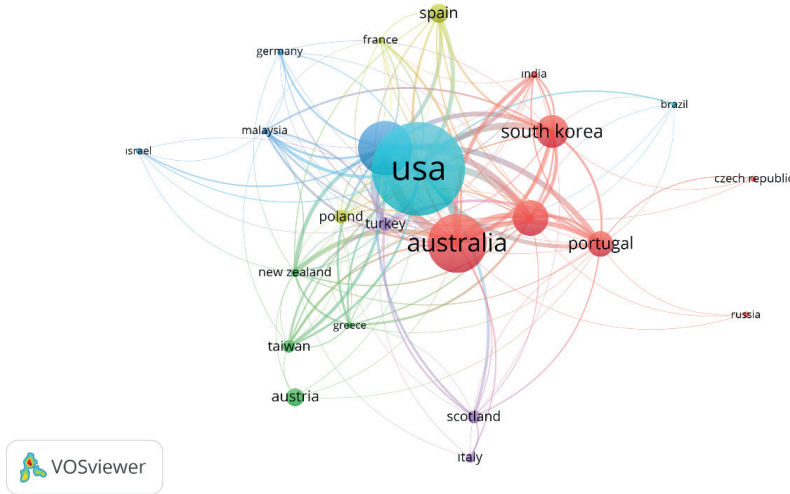 spain
france
germany
india
brazil
malaysia
south korea
israel
usa
czech republic
poland
turkey
australia
portugal
new zealand
russia
greece
taiwan
austria
scotland
italy
VOSviewer